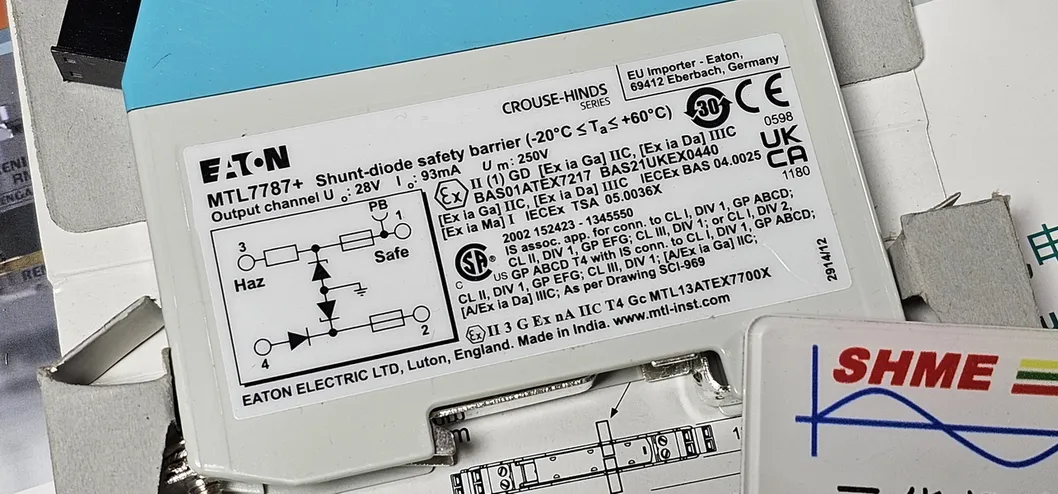 CROUSE-HINDS
SERIES
EU Importer - Eaton,
69412 Eberbach, Germany
EATON
MTL7787+ Shunt-diode safety barrier (-20°C ≤ Ta ≤ +60°C)
Output channel Uo: 28V Io: 93mA Um: 250V
30
CE
0598
UK
CA
1180
Ex II (1) GD [Ex ia Ga] IIC, [Ex ia Da] IIIC
BAS01ATEX7217 BAS21UKEX0440
[Ex ia Ga] IIC, [Ex ia Da] IIIC IECEx BAS 04.0025
[Ex ia Ma] I IECEx TSA 05.0036X
2002 152423 - 1345550
IS assoc. app. for conn. to CL I, DIV 1, GP ABCD;
CL II, DIV 1, GP EFG; CL III, DIV 1; or CL I, DIV 2,
GP ABCD T4 with IS conn. to CL I, DIV 1, GP ABCD;
CL II, DIV 1, GP EFG; CL III, DIV 1; [A/Ex ia Ga] IIC;
[A/Ex ia Da] IIIC; As per Drawing SCI-969
C SA ® US
PB
3
1
Haz
Safe
4
2
2914/12
Ex II 3 G Ex nA IIC T4 Gc MTL13ATEX7700X
EATON ELECTRIC LTD, Luton, England. Made in India. www.mtl-inst.com
SHME